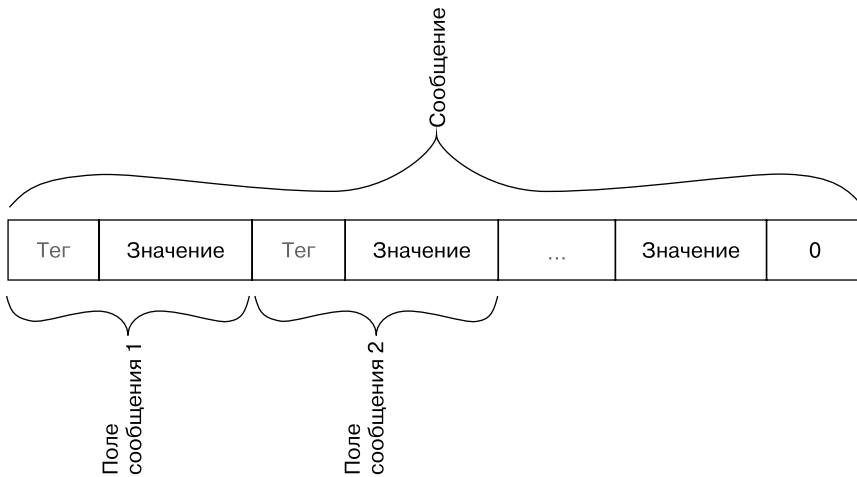 Сообщение
Тег
Значение
Тег
Значение
...
Значение
0
Поле
сообщения 1
Поле
сообщения 2